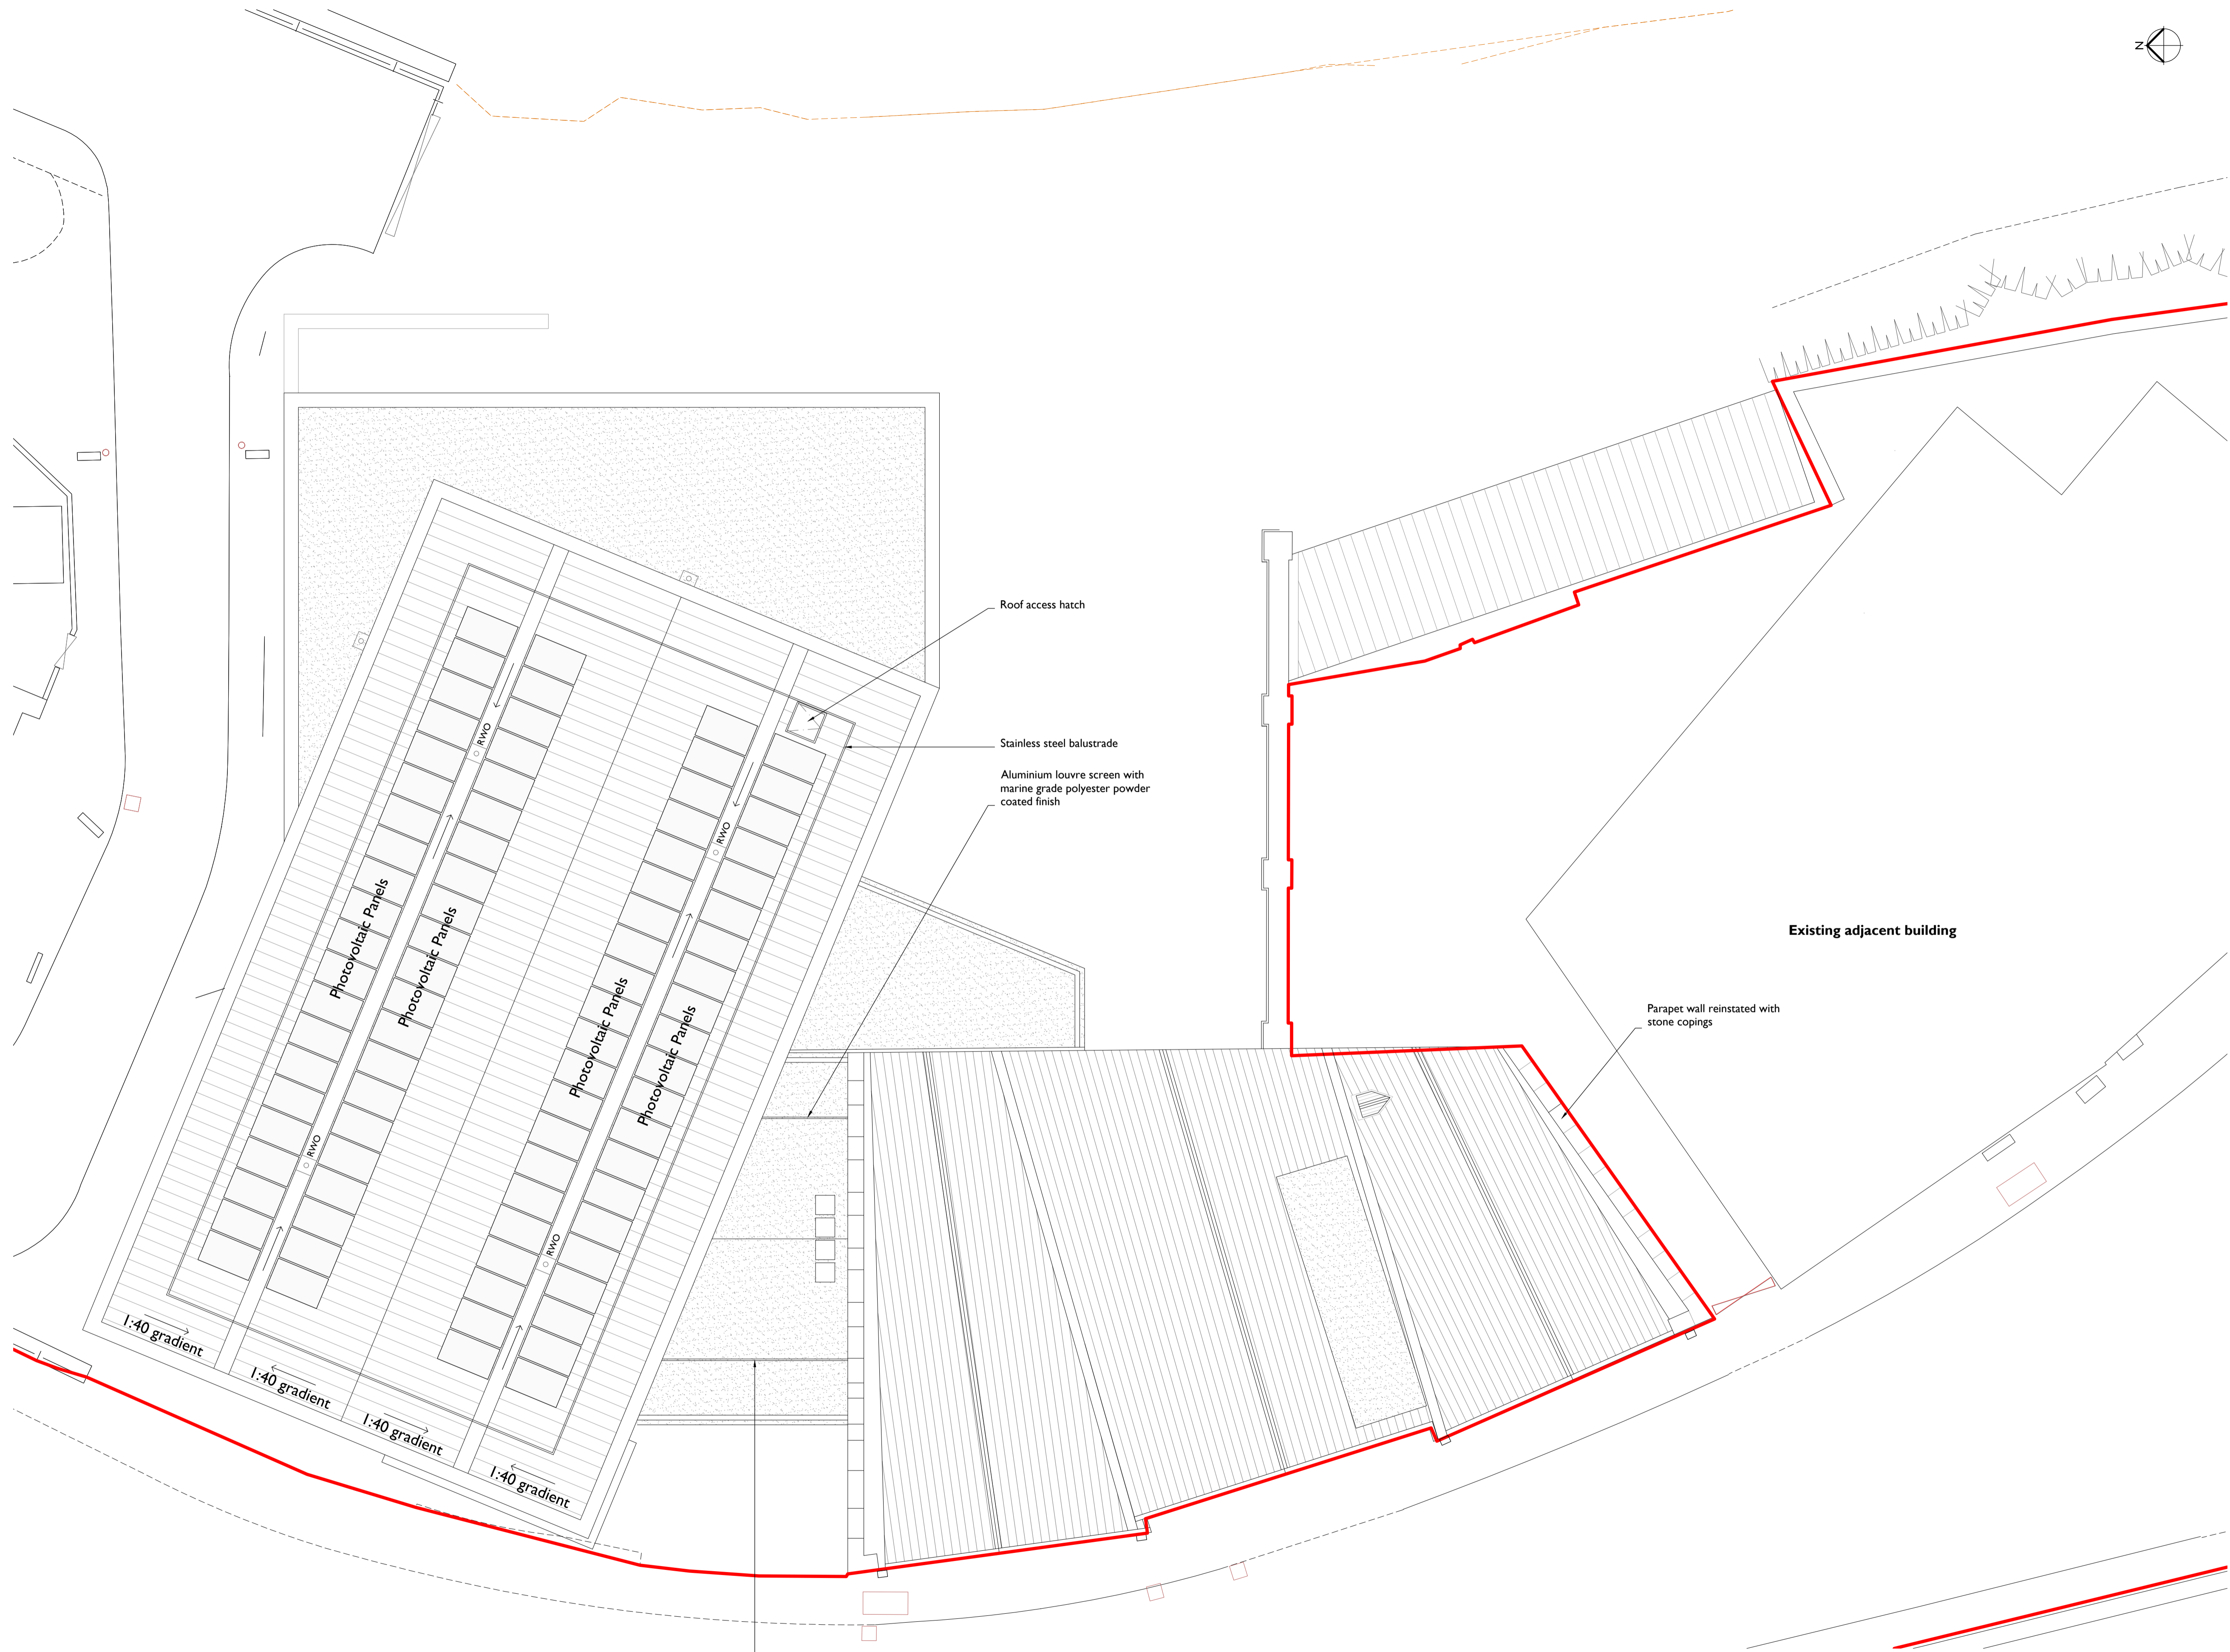 N
Roof access hatch
RWO
Stainless steel balustrade
Aluminium louvre screen with
marine grade polyester powder
coated finish
RWO
Photovoltaic Panels
Photovoltaic Panels
Photovoltaic Panels
Photovoltaic Panels
Existing adjacent building
Parapet wall reinstated with
stone copings
RWO
RWO
1:40 gradient
1:40 gradient
1:40 gradient
1:40 gradient